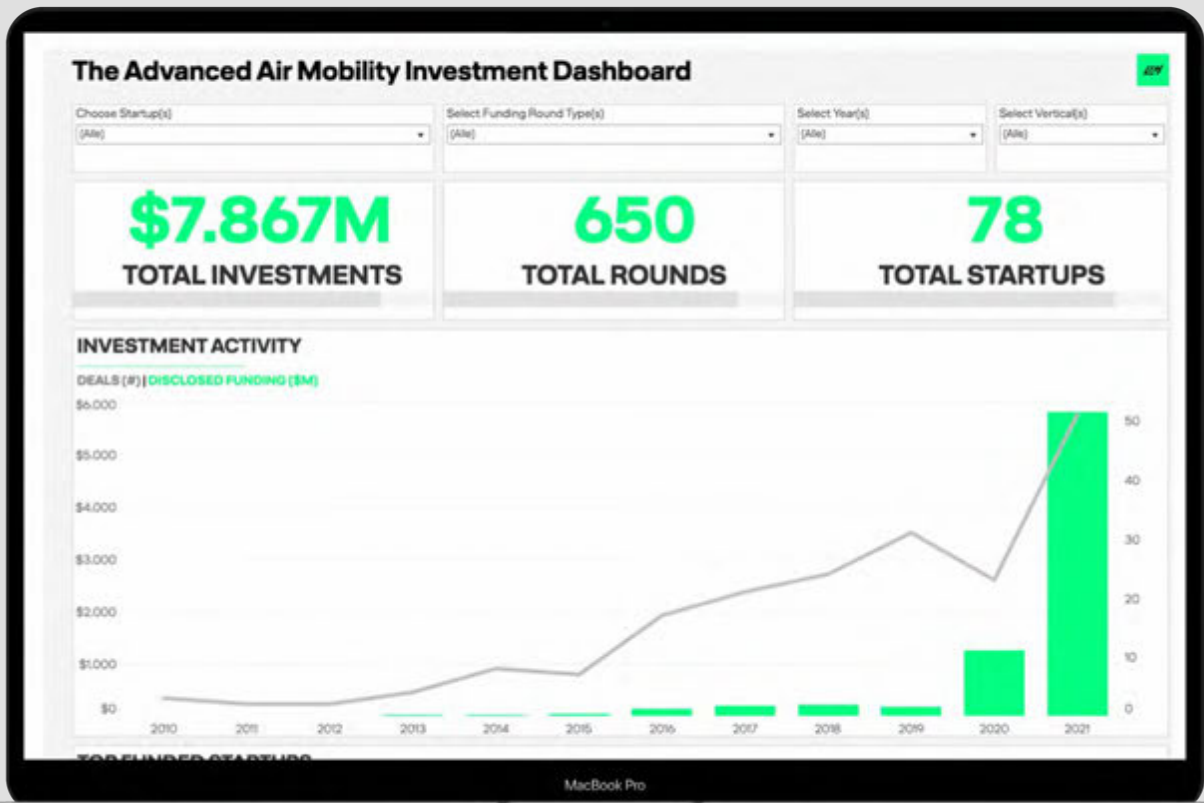 The Advanced Air Mobility Investment Dashboard
Choose Startup(s) Select Funding Round Type(s) Select Year(s) Select Vertical(s)
(Alle) (Alle) (Alle) (Alle)
$7.867M 650 78
TOTAL INVESTMENTS TOTAL ROUNDS TOTAL STARTUPS
INVESTMENT ACTIVITY
DEALS (#) | DISCLOSED FUNDING ($M)
$6.000
50
$5.000
40
$4.000
30
$3.000
20
$2.000
10
$1.000
$0 0
2010 2011 2012 2013 2014 2015 2016 2017 2018 2019 2020 2021
TOP FUNDED STARTUPS
MacBook Pro